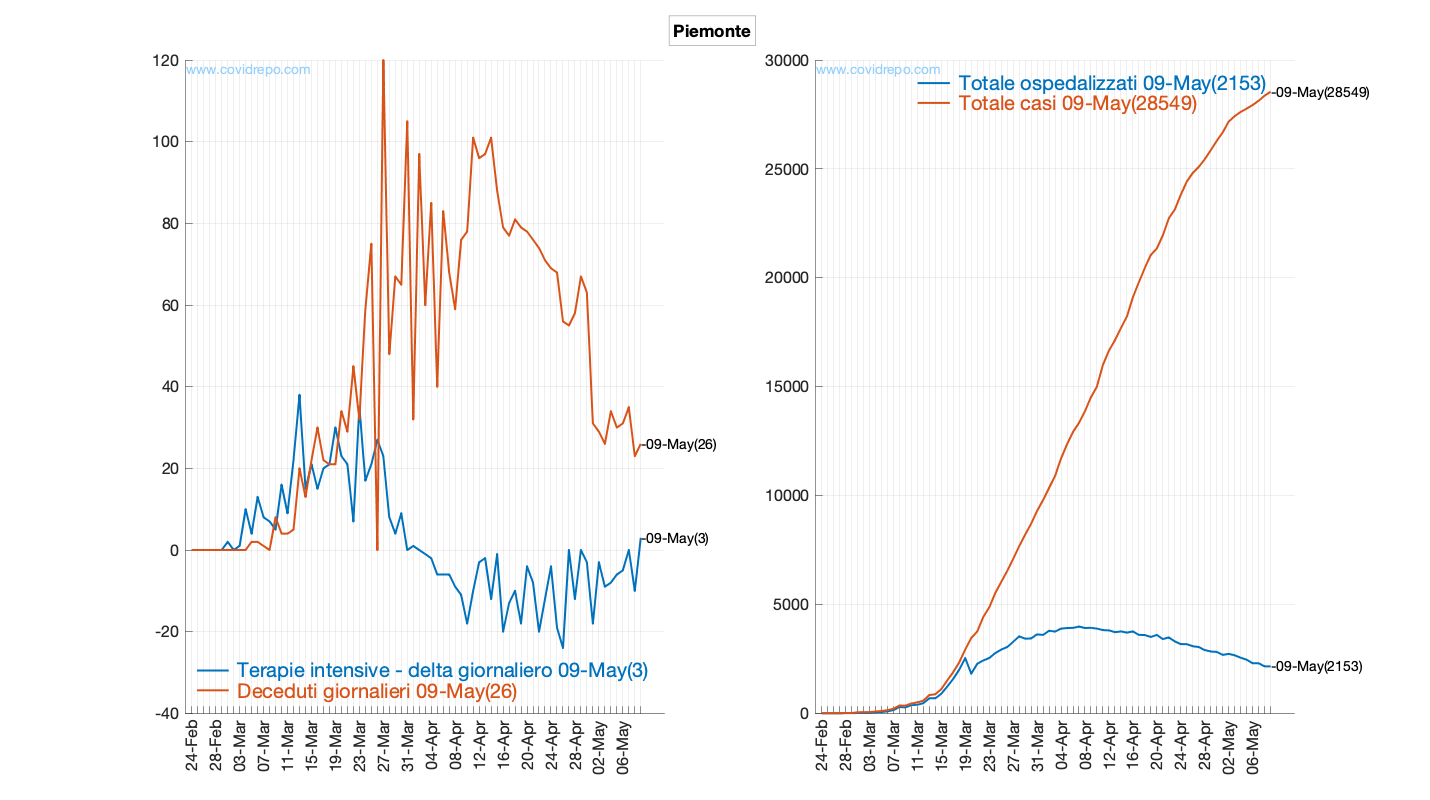 Piemonte
www.covidrepo.com
120
100
80
60
40
20
0
-20
-40
-09-May(26)
-09-May(3)
Terapie intensive - delta giornaliero 09-May(3)
Deceduti giornalieri 09-May(26)
24-Feb
28-Feb
03-Mar
07-Mar
11-Mar
15-Mar
19-Mar
23-Mar
27-Mar
31-Mar
04-Apr
08-Apr
12-Apr
16-Apr
20-Apr
24-Apr
28-Apr
02-May
06-May
www.covidrepo.com
Totale ospedalizzati 09-May(2153)
Totale casi 09-May(28549)
-09-May(28549)
30000
25000
20000
15000
10000
5000
0
-09-May(2153)
24-Feb
28-Feb
03-Mar
07-Mar
11-Mar
15-Mar
19-Mar
23-Mar
27-Mar
31-Mar
04-Apr
08-Apr
12-Apr
16-Apr
20-Apr
24-Apr
28-Apr
02-May
06-May